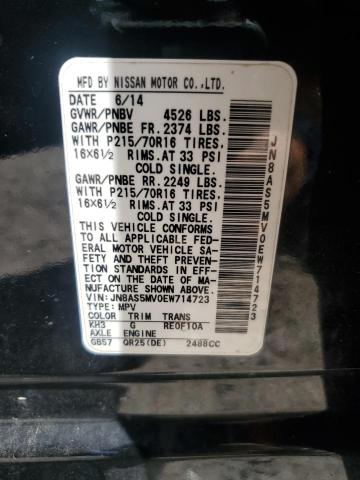 MFD BY NISSAN MOTOR CO.,LTD.
DATE 6/14
GVWR/PNBV 4526 LBS.
GAWR/PNBE FR. 2374 LBS.
WITH P215/70R16 TIRES,
16X6½ RIMS.AT 33 PSI
COLD SINGLE.
GAWR/PNBE RR. 2249 LBS.
WITH P215/70R16 TIRES,
16X6½ RIMS.AT 33 PSI
COLD SINGLE.
THIS VEHICLE CONFORMS
TO ALL APPLICABLE FED-
ERAL MOTOR VEHICLE SA-
FETY AND THEFT PREVENTION
STANDARDS IN EFF-
ECT ON THE DATE OF MA-
NUFACTURE SHOWN ABOVE.
VIN:JN8AS5MV0EW714723
TYPE: MPV
COLOR TRIM TRANS
KH3 G RE0F10A
AXLE ENGINE
GB57 QR25(DE) 2488CC
JN8AS5MV0EW714723